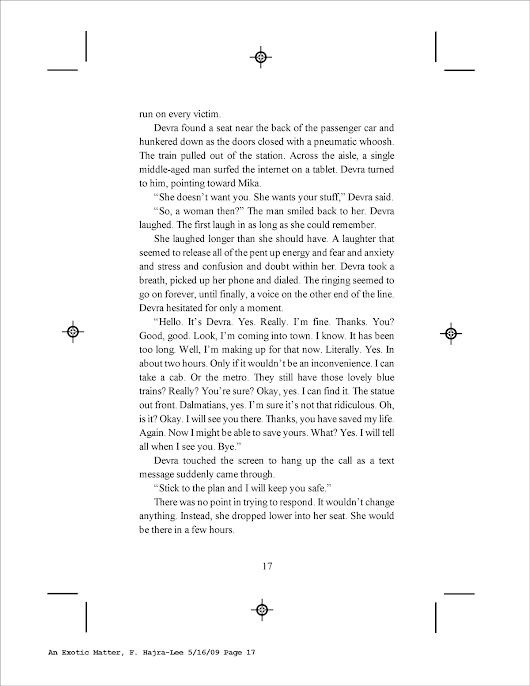 run on every victim.
Devra found a seat near the back of the passenger car and
hunkered down as the doors closed with a pneumatic whoosh.
The train pulled out of the station. Across the aisle, a single
middle-aged man surfed the internet on a tablet. Devra turned
to him, pointing toward Mika.
“She doesn’t want you. She wants your stuff,” Devra said.
“So, a woman then?” The man smiled back to her. Devra
laughed. The first laugh in as long as she could remember.
She laughed longer than she should have. A laughter that
seemed to release all of the pent up energy and fear and anxiety
and stress and confusion and doubt within her. Devra took a
breath, picked up her phone and dialed. The ringing seemed to
go on forever, until finally, a voice on the other end of the line.
Devra hesitated for only a moment.
“Hello. It’s Devra. Yes. Really. I’m fine. Thanks. You?
Good, good. Look, I’m coming into town. I know. It has been
too long. Well, I’m making up for that now. Literally. Yes. In
about two hours. Only if it wouldn’t be an inconvenience. I can
take a cab. Or the metro. They still have those lovely blue
trains? Really? You’re sure? Okay, yes. I can find it. The statue
out front. Dalmatians, yes. I’m sure it’s not that ridiculous. Oh,
is it? Okay. I will see you there. Thanks, you have saved my life.
Again. Now I might be able to save yours. What? Yes. I will tell
all when I see you. Bye.”
Devra touched the screen to hang up the call as a text
message suddenly came through.
“Stick to the plan and I will keep you safe.”
There was no point in trying to respond. It wouldn’t change
anything. Instead, she dropped lower into her seat. She would
be there in a few hours.
17
An Exotic Matter, F. Hajra-Lee 5/16/09 Page 17